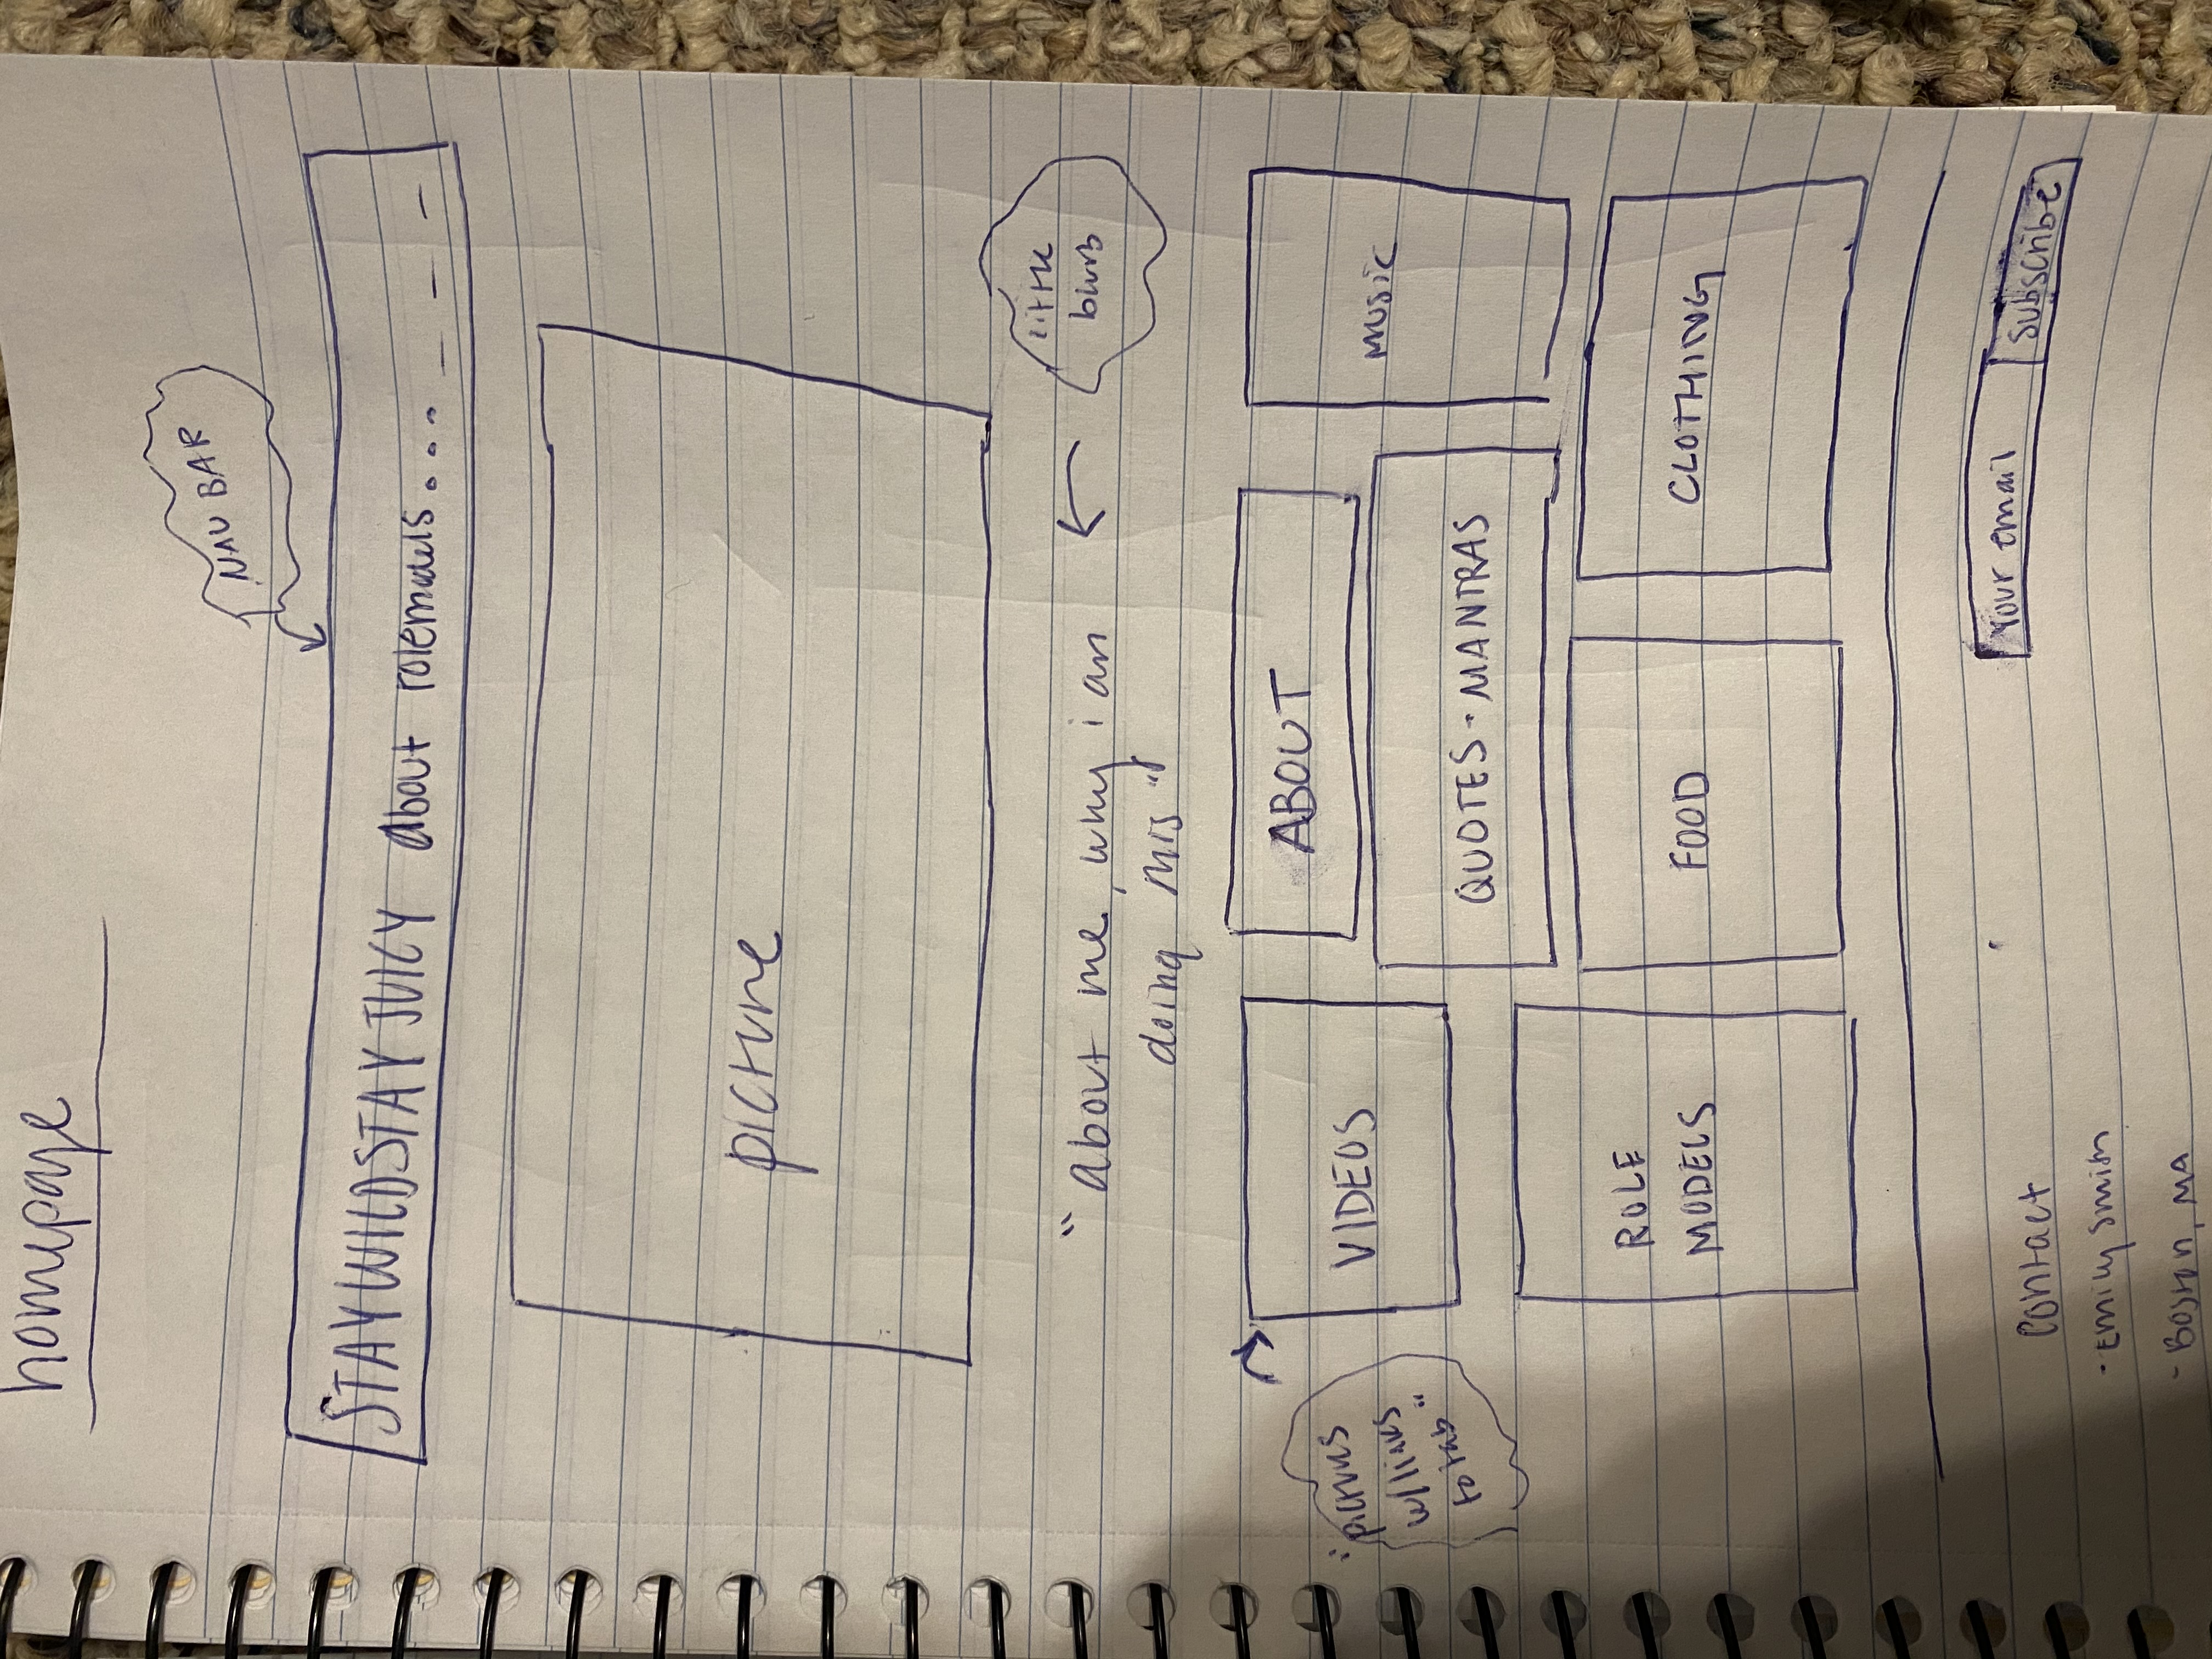 homepage
NAV BAR
STAYWILDSTAYJUICY about rolemodels... _ _ _
picture
"about me, why i am
doing this"
little
blurb
"pictures
w/links
to tab"
VIDEOS
ABOUT
MUSIC
QUOTES - MANTRAS
ROLE
MODELS
FOOD
CLOTHING
Your email
Subscribe
Contact
- Emily Smith
- Boston, MA